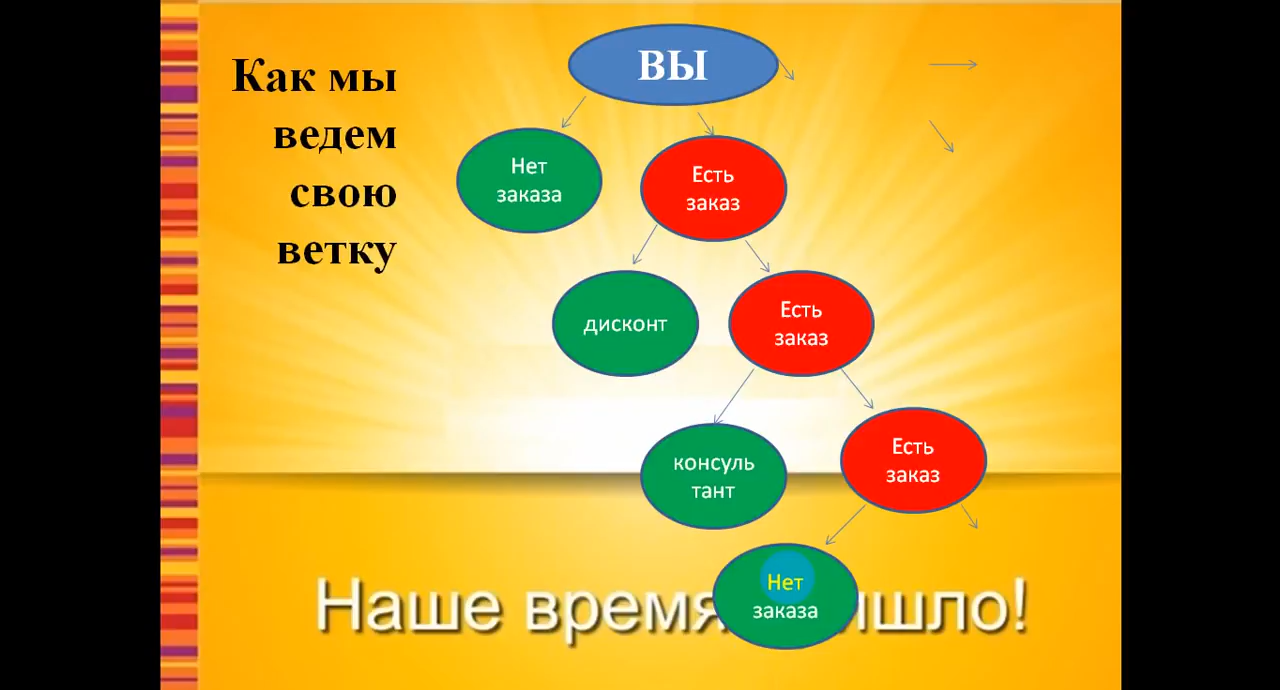 Как мы
ведем
свою
ветку
ВЫ
Нет
заказа
Есть
заказ
дисконт
Есть
заказ
консуль
тант
Есть
заказ
Нет
заказа
Наше время ишло!